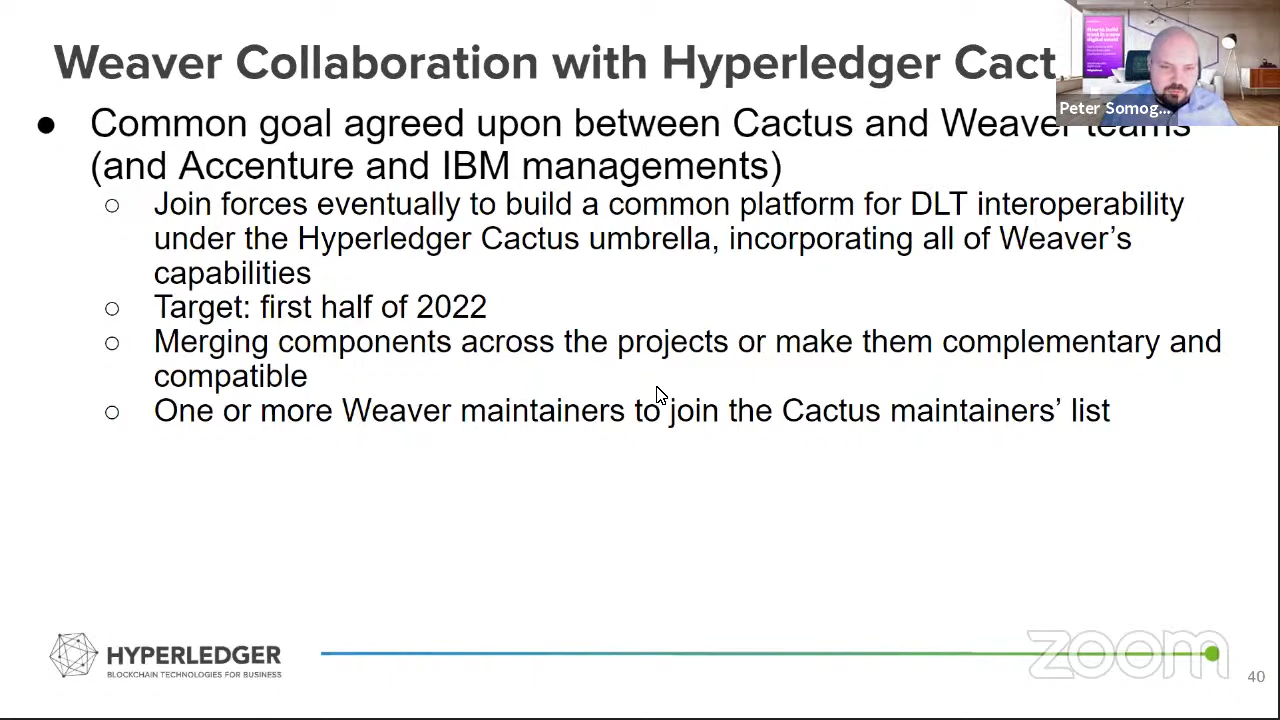 Weaver Collaboration with Hyperledger Cact
Peter Somog...
● Common goal agreed upon between Cactus and Weaver teams
(and Accenture and IBM managements)
○ Join forces eventually to build a common platform for DLT interoperability
under the Hyperledger Cactus umbrella, incorporating all of Weaver’s
capabilities
○ Target: first half of 2022
○ Merging components across the projects or make them complementary and
compatible
○ One or more Weaver maintainers to join the Cactus maintainers’ list
HYPERLEDGER
BLOCKCHAIN TECHNOLOGIES FOR BUSINESS
zoom
40